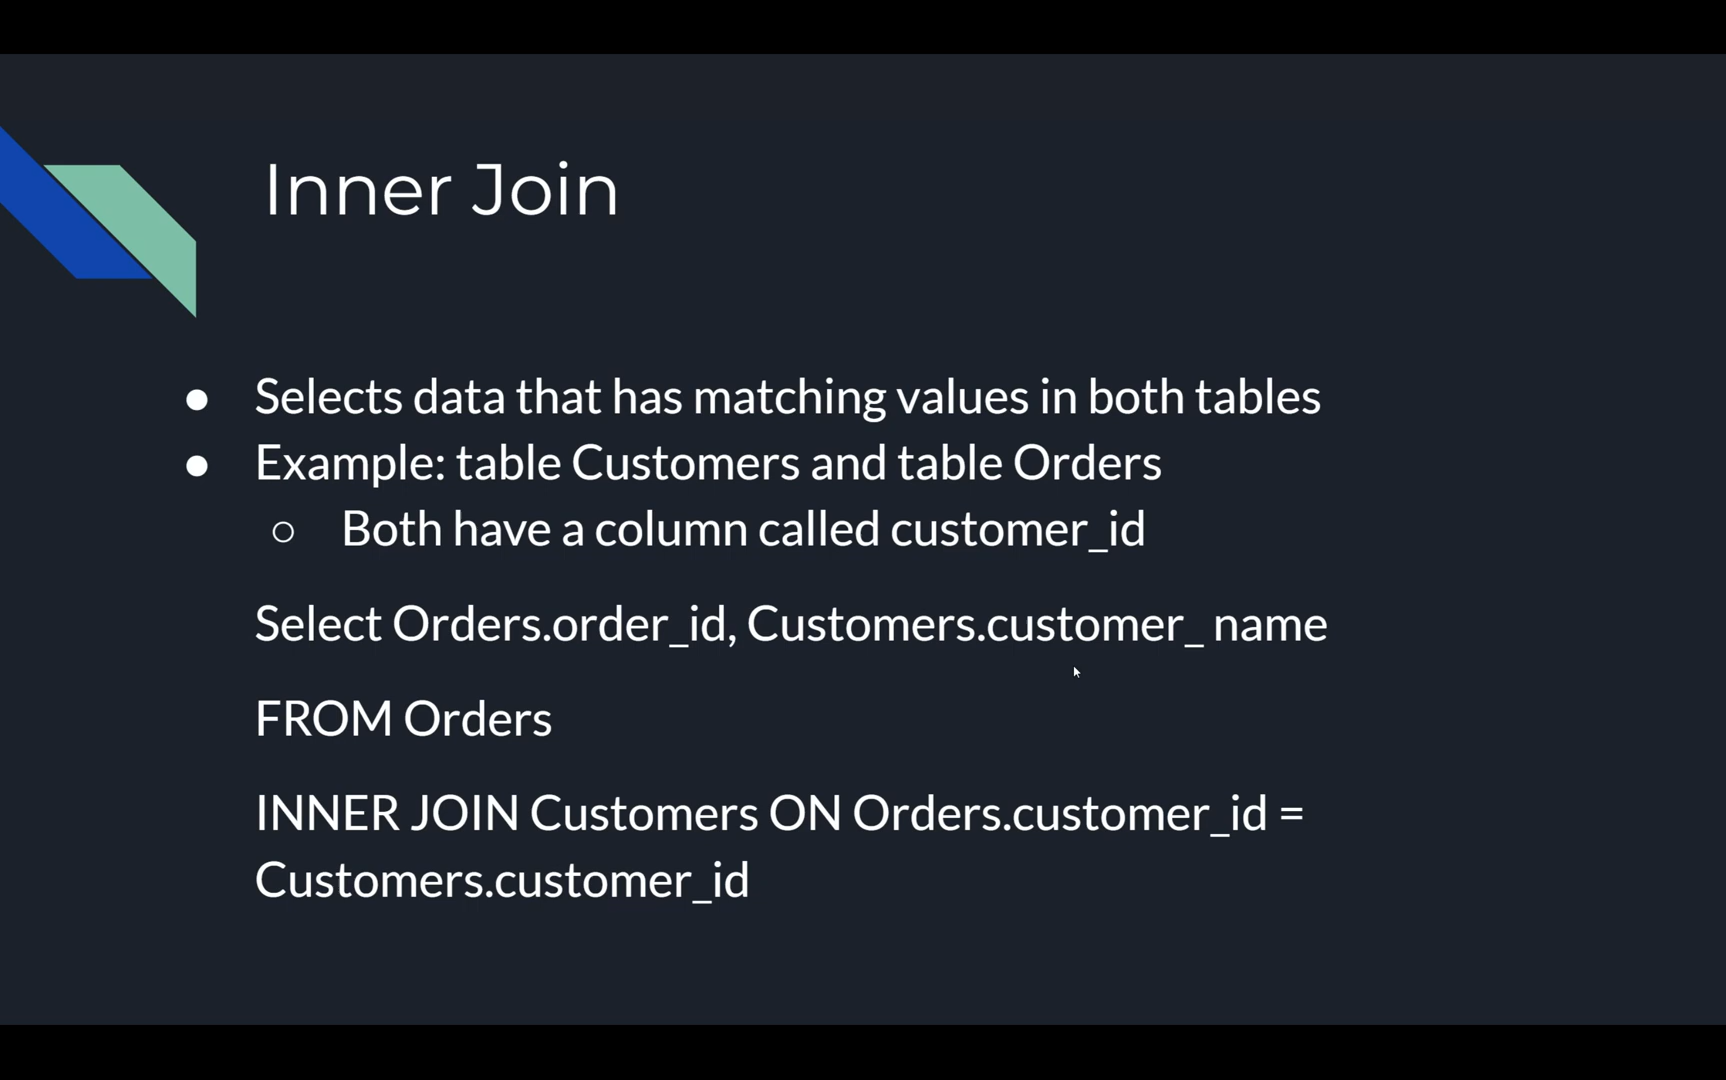 Inner Join
● Selects data that has matching values in both tables
● Example: table Customers and table Orders
○ Both have a column called customer_id
Select Orders.order_id, Customers.customer_ name
FROM Orders
INNER JOIN Customers ON Orders.customer_id =
Customers.customer_id